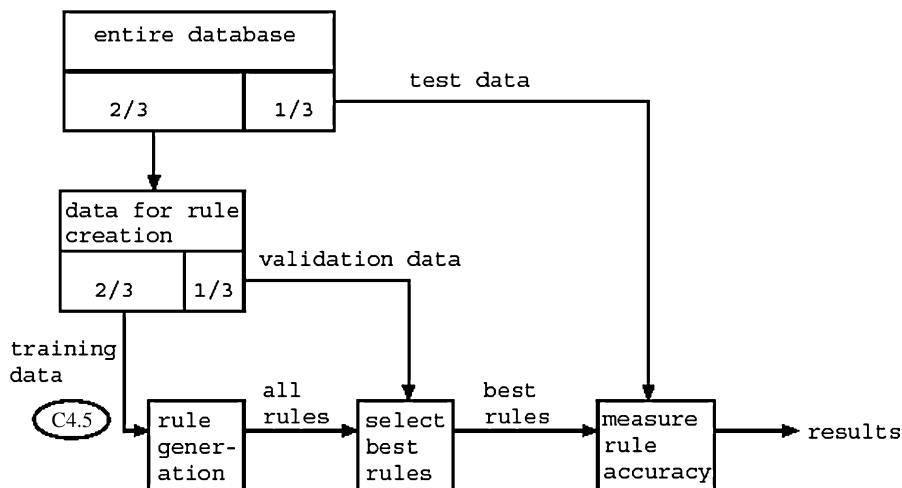 entire database
2/3
1/3
test data
data for rule
creation
2/3
1/3
validation data
training
data
C4.5
rule
gener-
ation
all
rules
select
best
rules
best
rules
measure
rule
accuracy
results